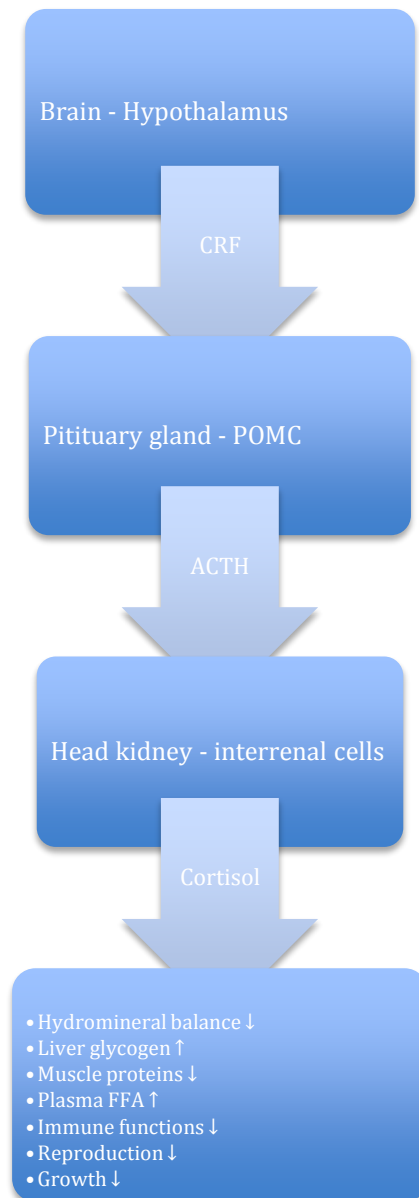 Brain - Hypothalamus
CRF
Pitituary gland - POMC
ACTH
Head kidney - interrenal cells
Cortisol
• Hydromineral balance ↓
• Liver glycogen ↑
• Muscle proteins ↓
• Plasma FFA ↑
• Immune functions ↓
• Reproduction ↓
• Growth ↓